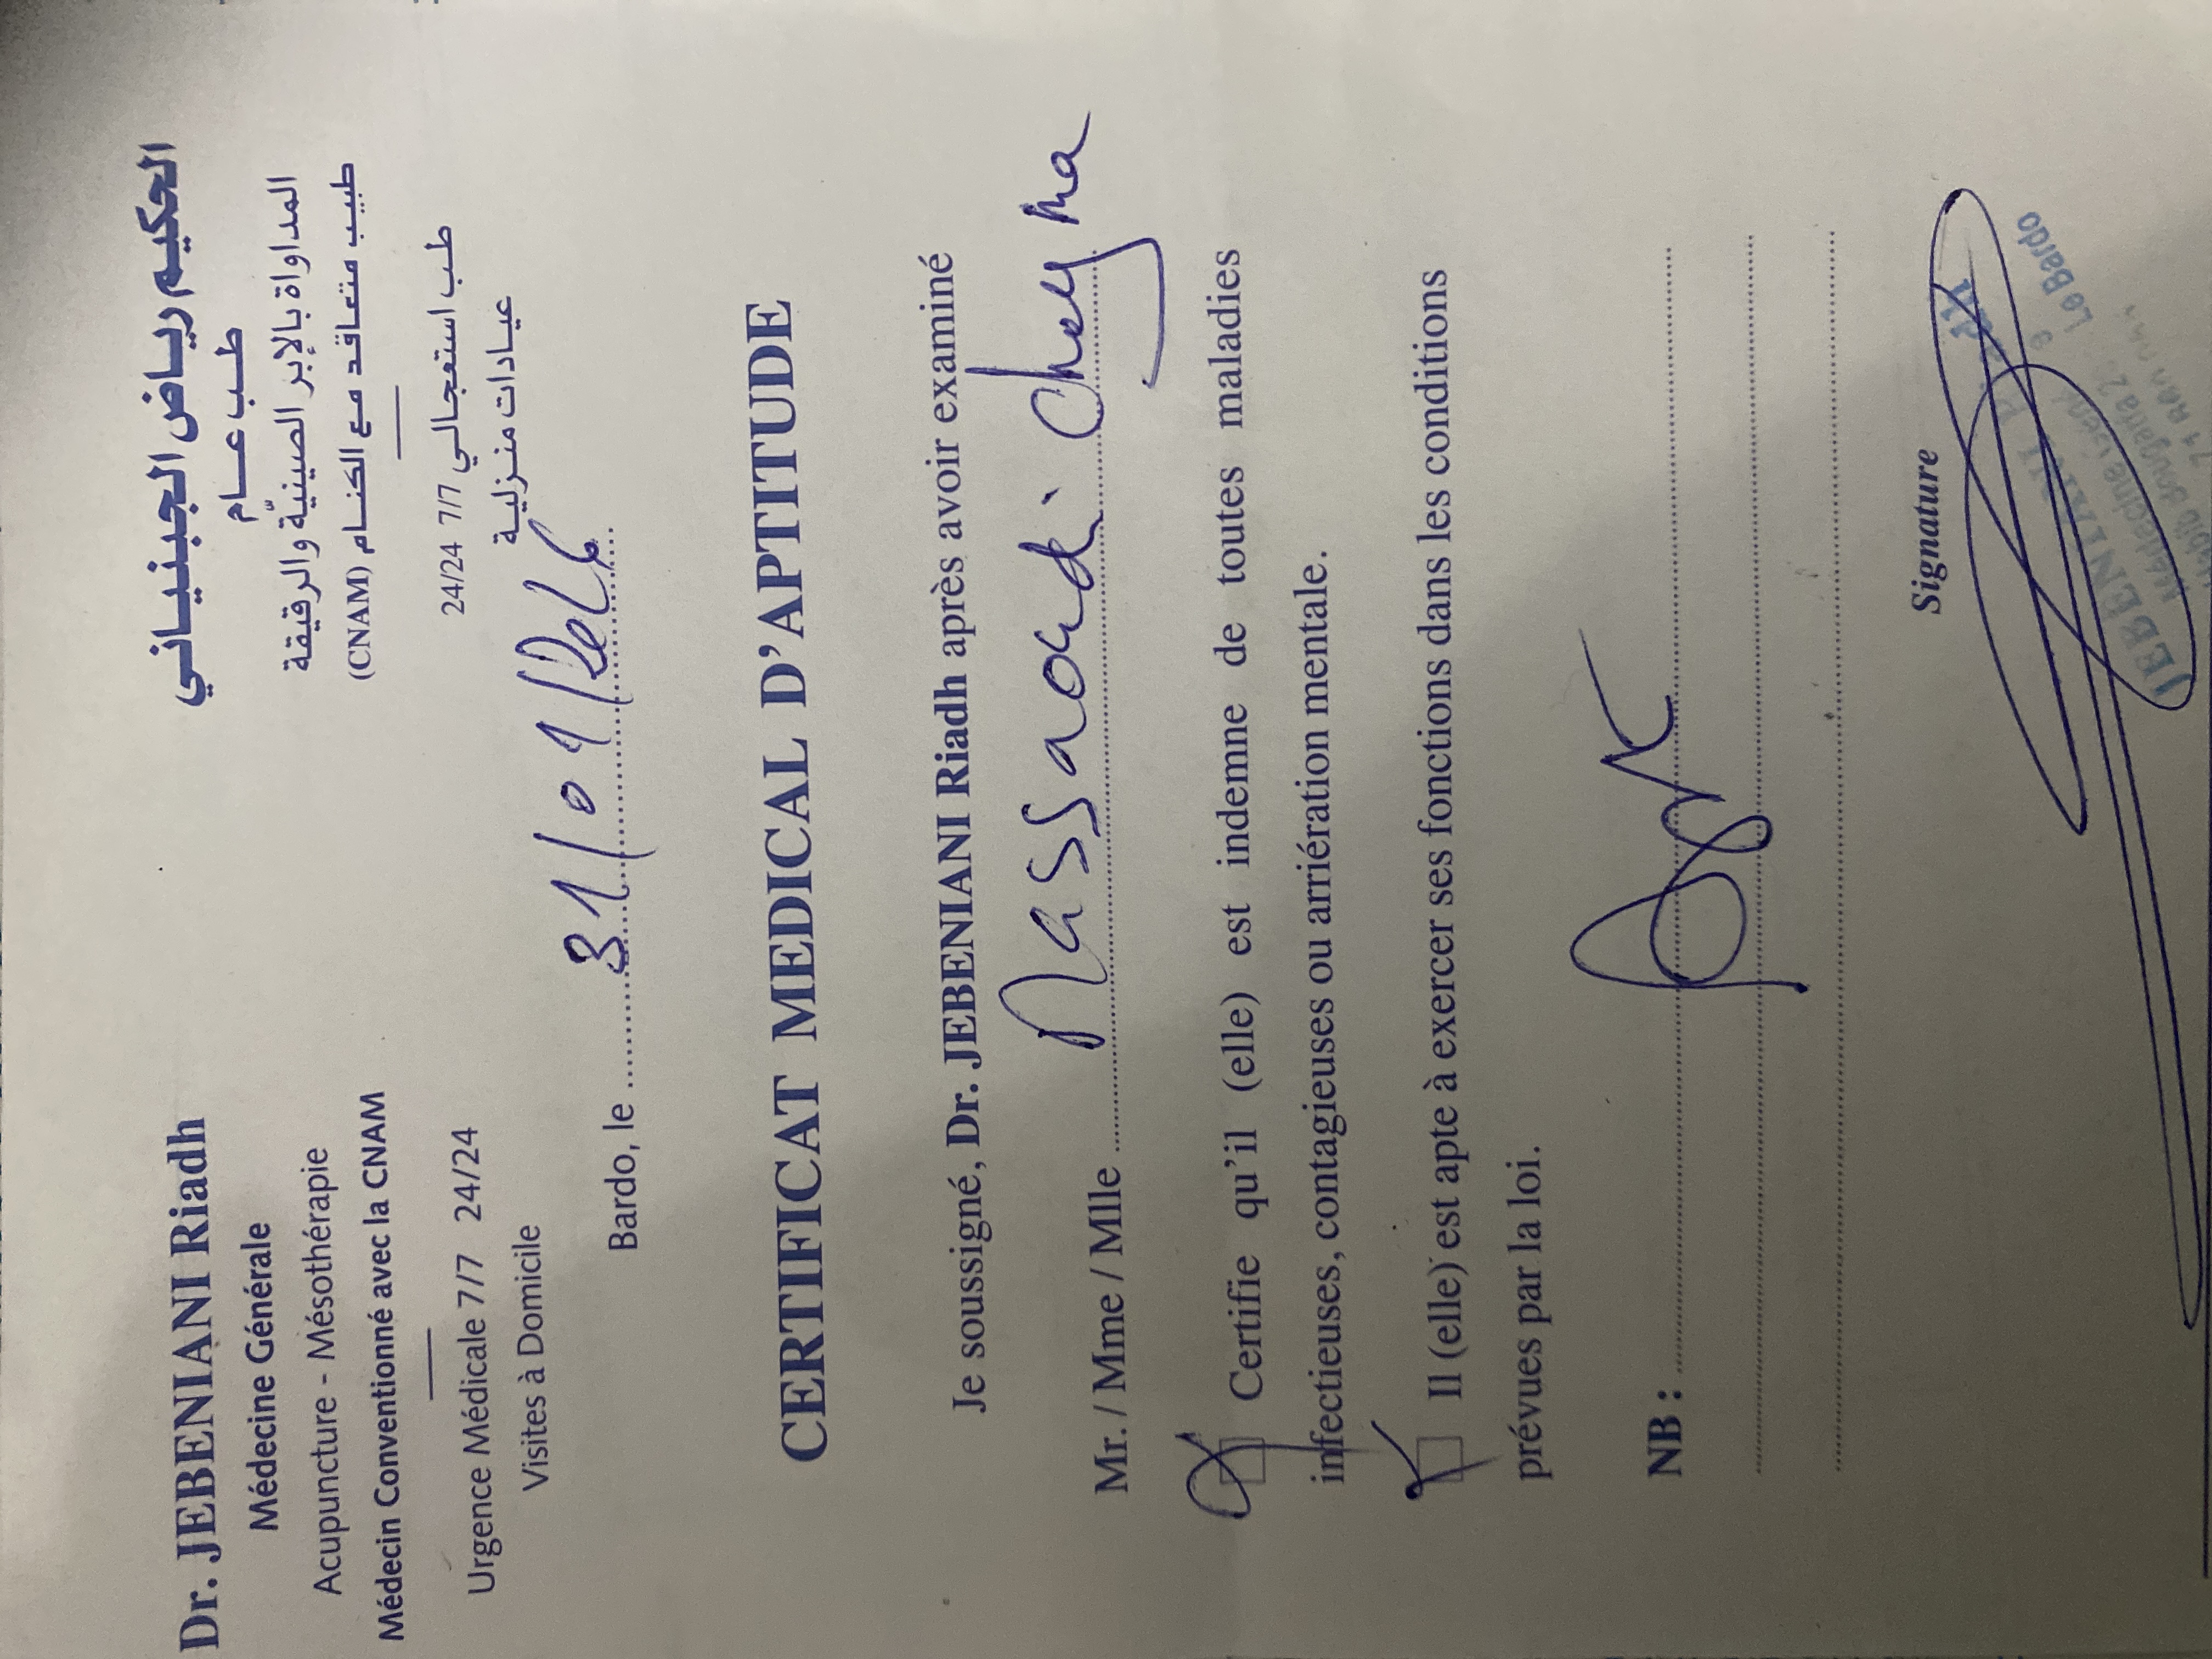 Dr. JEBENIANI Riadh
Médecine Générale
Acupuncture - Mésothérapie
Médecin Conventionné avec la CNAM
Urgence Médicale 7/7 24/24
Visites à Domicile
الحكيم رياض الجبنياني
طب عام
المداواة بالإبر الصينيّة والرقيقة
طبيب متعاقد مع الكنام (CNAM)
طب استعجالي 7/7 24/24
عيادات منزلية
Bardo, le 31/01/
CERTIFICAT MEDICAL D'APTITUDE
Je soussigné, Dr. JEBENIANI Riadh après avoir examiné
Mr. / Mme / Mlle Massaoudi
Certifie qu'il (elle) est indemne de toutes maladies
infectieuses, contagieuses ou arriération mentale.
Il (elle) est apte à exercer ses fonctions dans les conditions
prévues par la loi.
NB :
Signature
JEBENIANI
Médecine
Le Bardo